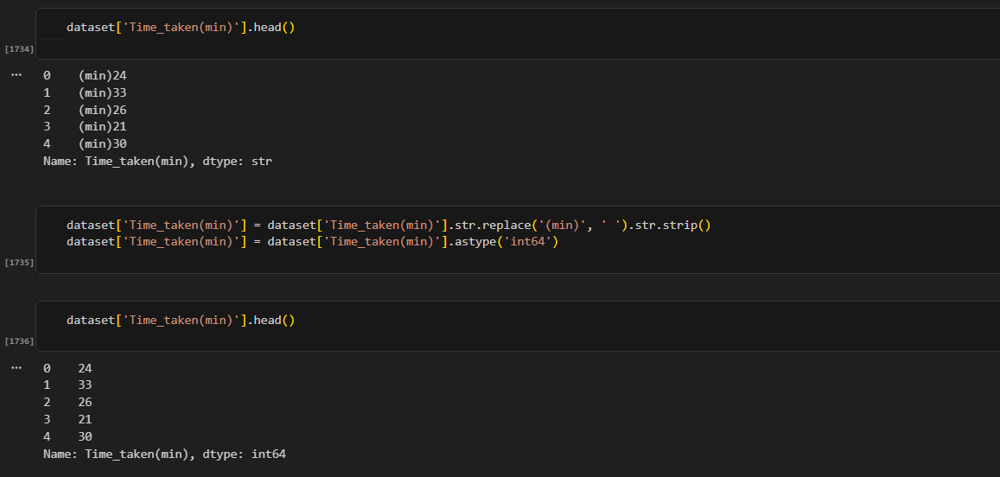 dataset['Time_taken(min)'].head()
[1734]
... 0 (min)24
1 (min)33
2 (min)26
3 (min)21
4 (min)30
Name: Time_taken(min), dtype: str
dataset['Time_taken(min)'] = dataset['Time_taken(min)'].str.replace('(min)', ' ').str.strip()
dataset['Time_taken(min)'] = dataset['Time_taken(min)'].astype('int64')
[1735]
dataset['Time_taken(min)'].head()
[1736]
... 0 24
1 33
2 26
3 21
4 30
Name: Time_taken(min), dtype: int64